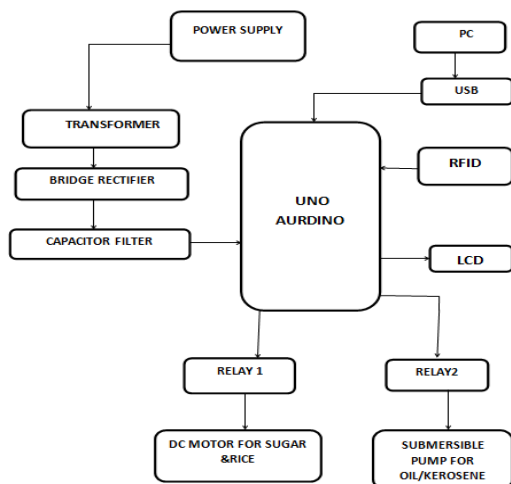 POWER SUPPLY
PC
USB
TRANSFORMER
BRIDGE RECTIFIER
CAPACITOR FILTER
UNO
AURDINO
RFID
LCD
RELAY 1
RELAY2
DC MOTOR FOR SUGAR
&RICE
SUBMERSIBLE
PUMP FOR
OIL/KEROSENE